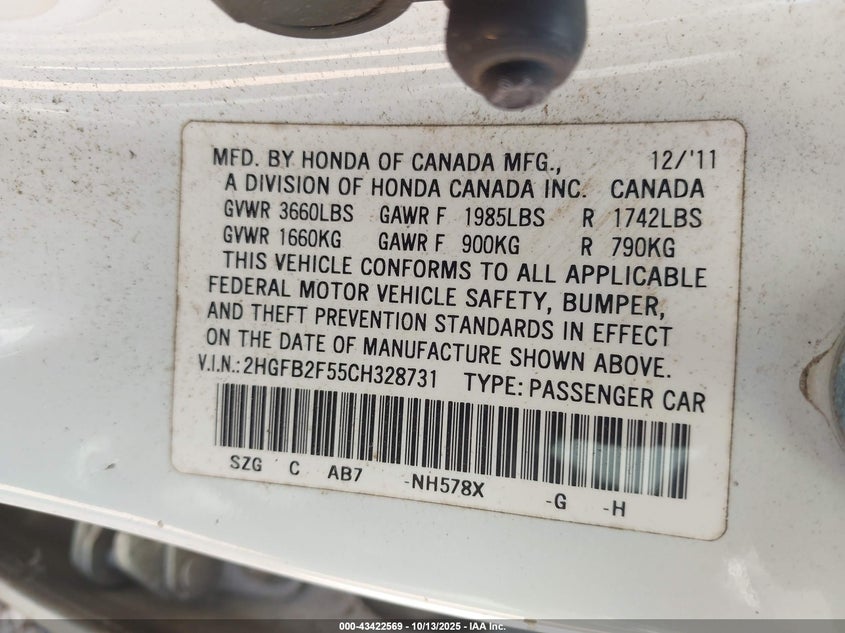 MFD. BY HONDA OF CANADA MFG., 12/'11
A DIVISION OF HONDA CANADA INC. CANADA
GVWR 3660LBS GAWR F 1985LBS R 1742LBS
GVWR 1660KG GAWR F 900KG R 790KG
THIS VEHICLE CONFORMS TO ALL APPLICABLE
FEDERAL MOTOR VEHICLE SAFETY, BUMPER,
AND THEFT PREVENTION STANDARDS IN EFFECT
ON THE DATE OF MANUFACTURE SHOWN ABOVE.
V.I.N.: 2HGFB2F55CH328731 TYPE: PASSENGER CAR
SZG C AB7 -NH578X -G -H
000-43422569 - 10/13/2025 - IAA Inc.